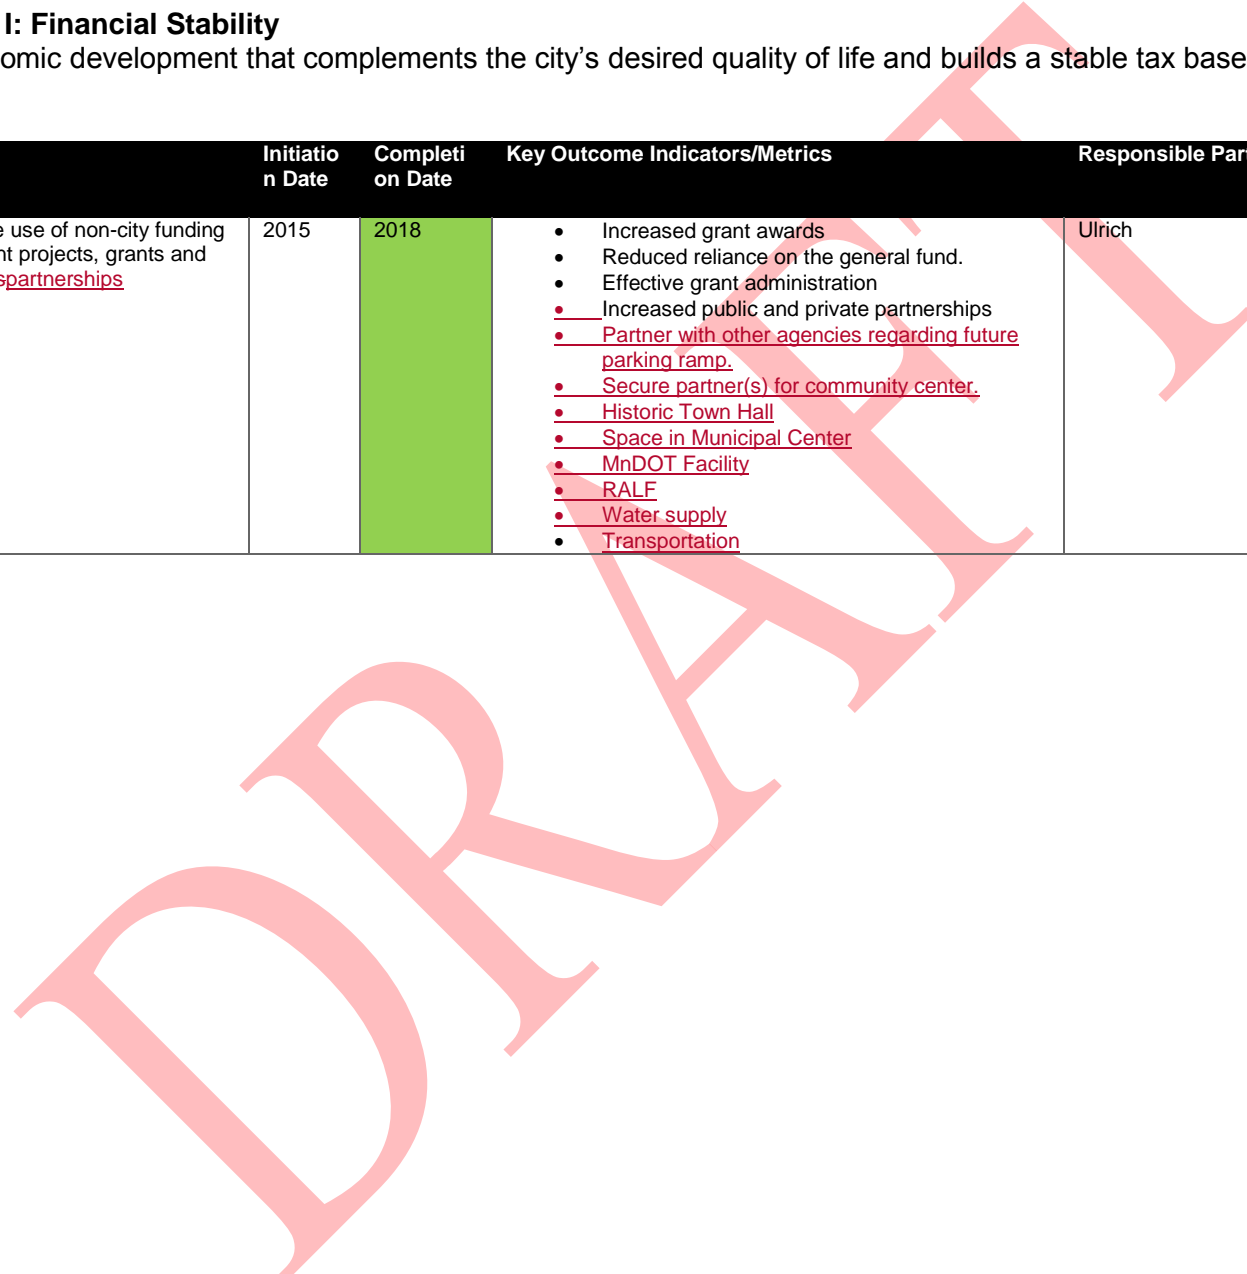 I: Financial Stability
omic development that complements the city's desired quality of life and builds a stable tax base
Initiatio
n Date
Completi
on Date
Key Outcome Indicators/Metrics
Responsible Par
e use of non-city funding
nt projects, grants and
spartnerships
2015
2018
• Increased grant awards
• Reduced reliance on the general fund.
• Effective grant administration
• Increased public and private partnerships
• Partner with other agencies regarding future
parking ramp.
• Secure partner(s) for community center.
• Historic Town Hall
• Space in Municipal Center
• MnDOT Facility
• RALF
• Water supply
• Transportation
Ulrich
DRAFT